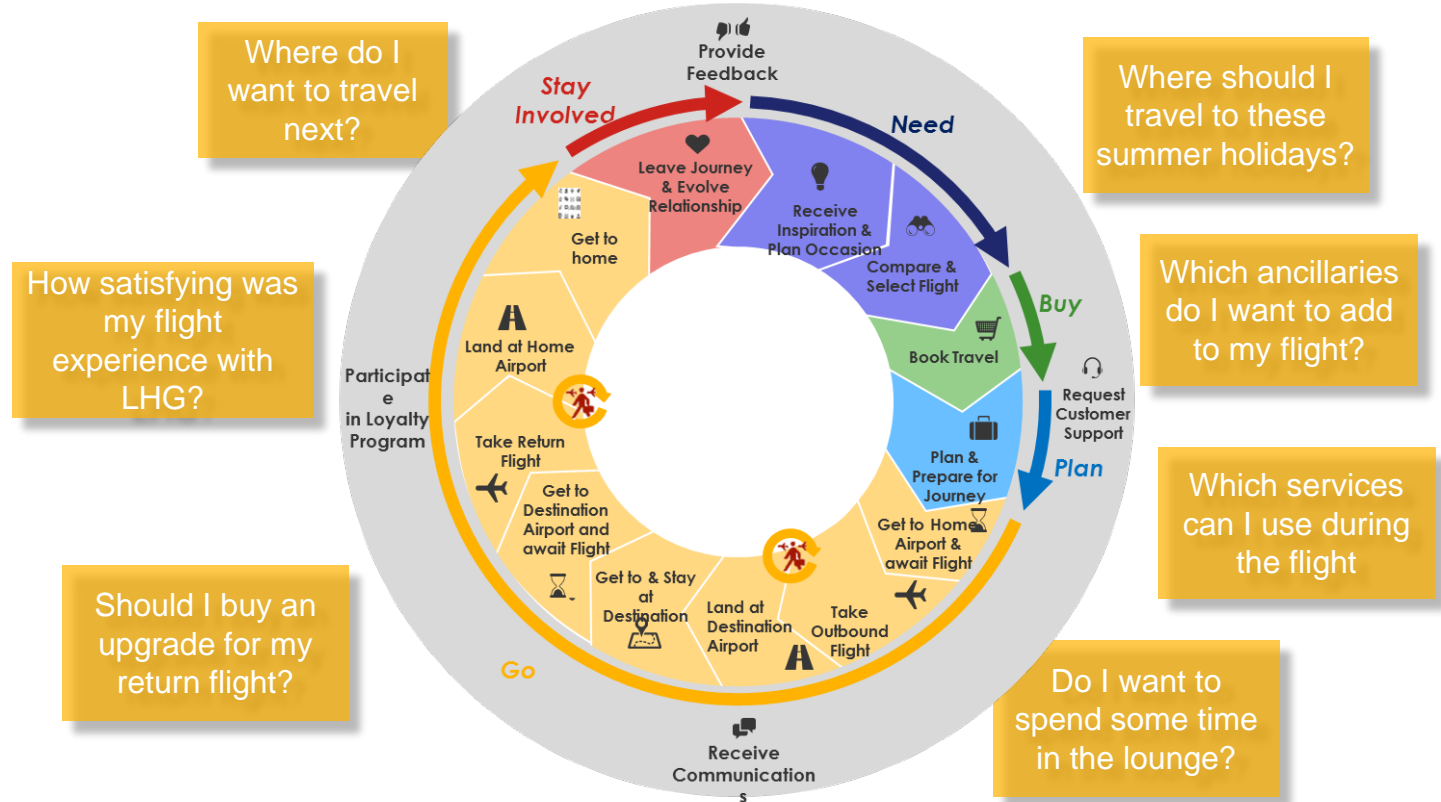 Where do I
want to travel
next?
Provide
Feedback
Where should I
travel to these
summer holidays?
Stay
Involved
Need
Leave Journey
& Evolve
Relationship
Receive
Inspiration &
Plan Occasion
Compare &
Select Flight
Get to
home
How satisfying was
my flight
experience with
LHG?
Which ancillaries
do I want to add
to my flight?
Buy
Book Travel
Land at Home
Airport
Participat
e
in Loyalty
Program
Request
Customer
Support
Plan
Plan &
Prepare for
Journey
Take Return
Flight
Which services
can I use during
the flight
Get to
Destination
Airport and
await Flight
Get to Home
Airport &
await Flight
Get to & Stay
at
Destination
Land at
Destination
Airport
Take
Outbound
Flight
Should I buy an
upgrade for my
return flight?
Go
Do I want to
spend some time
in the lounge?
Receive
Communication
s